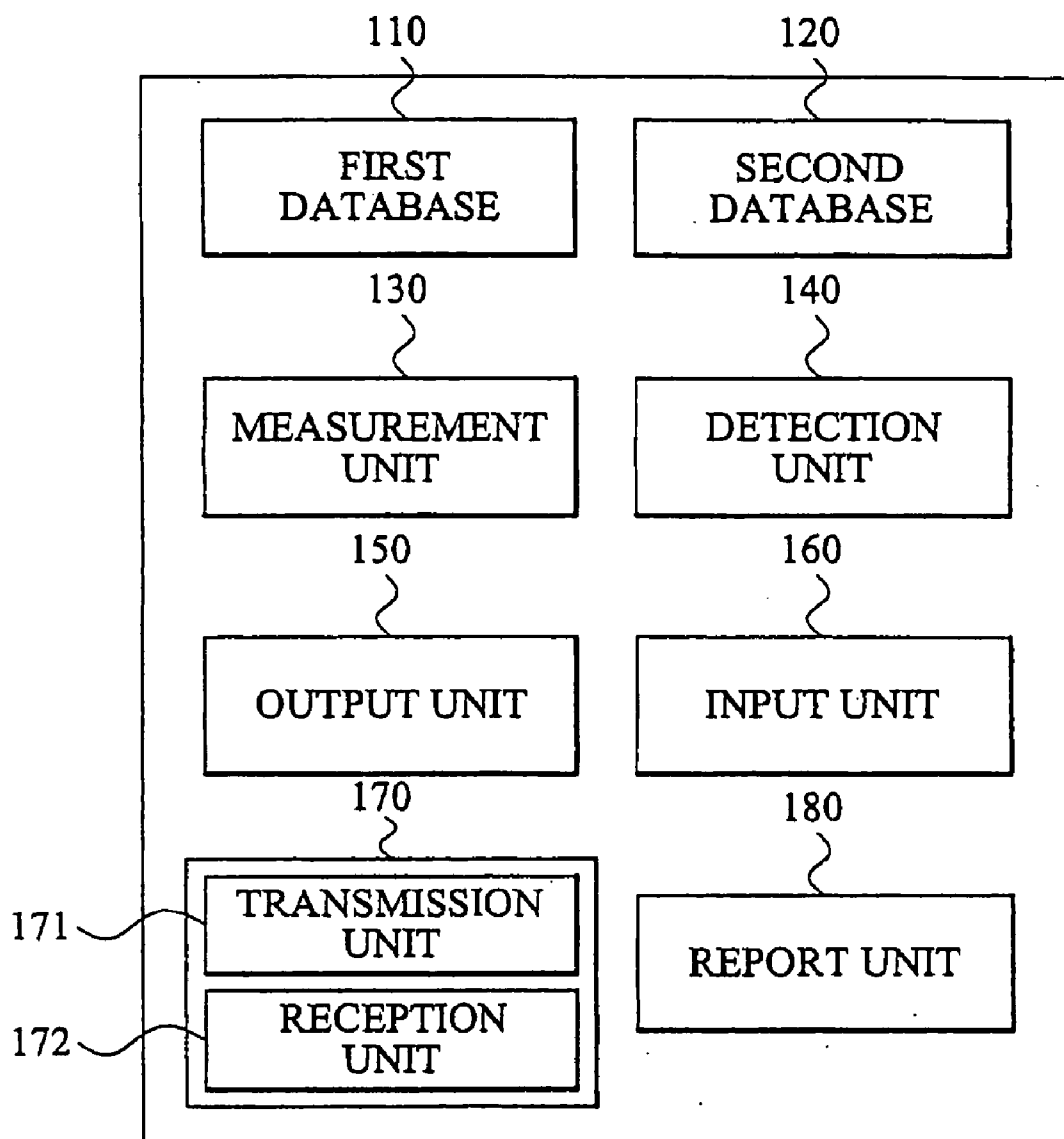 110
120
FIRST
DATABASE
SECOND
DATABASE
130
140
MEASUREMENT
UNIT
DETECTION
UNIT
150
160
OUTPUT UNIT
INPUT UNIT
170
180
171
TRANSMISSION
UNIT
172
RECEPTION
UNIT
REPORT UNIT